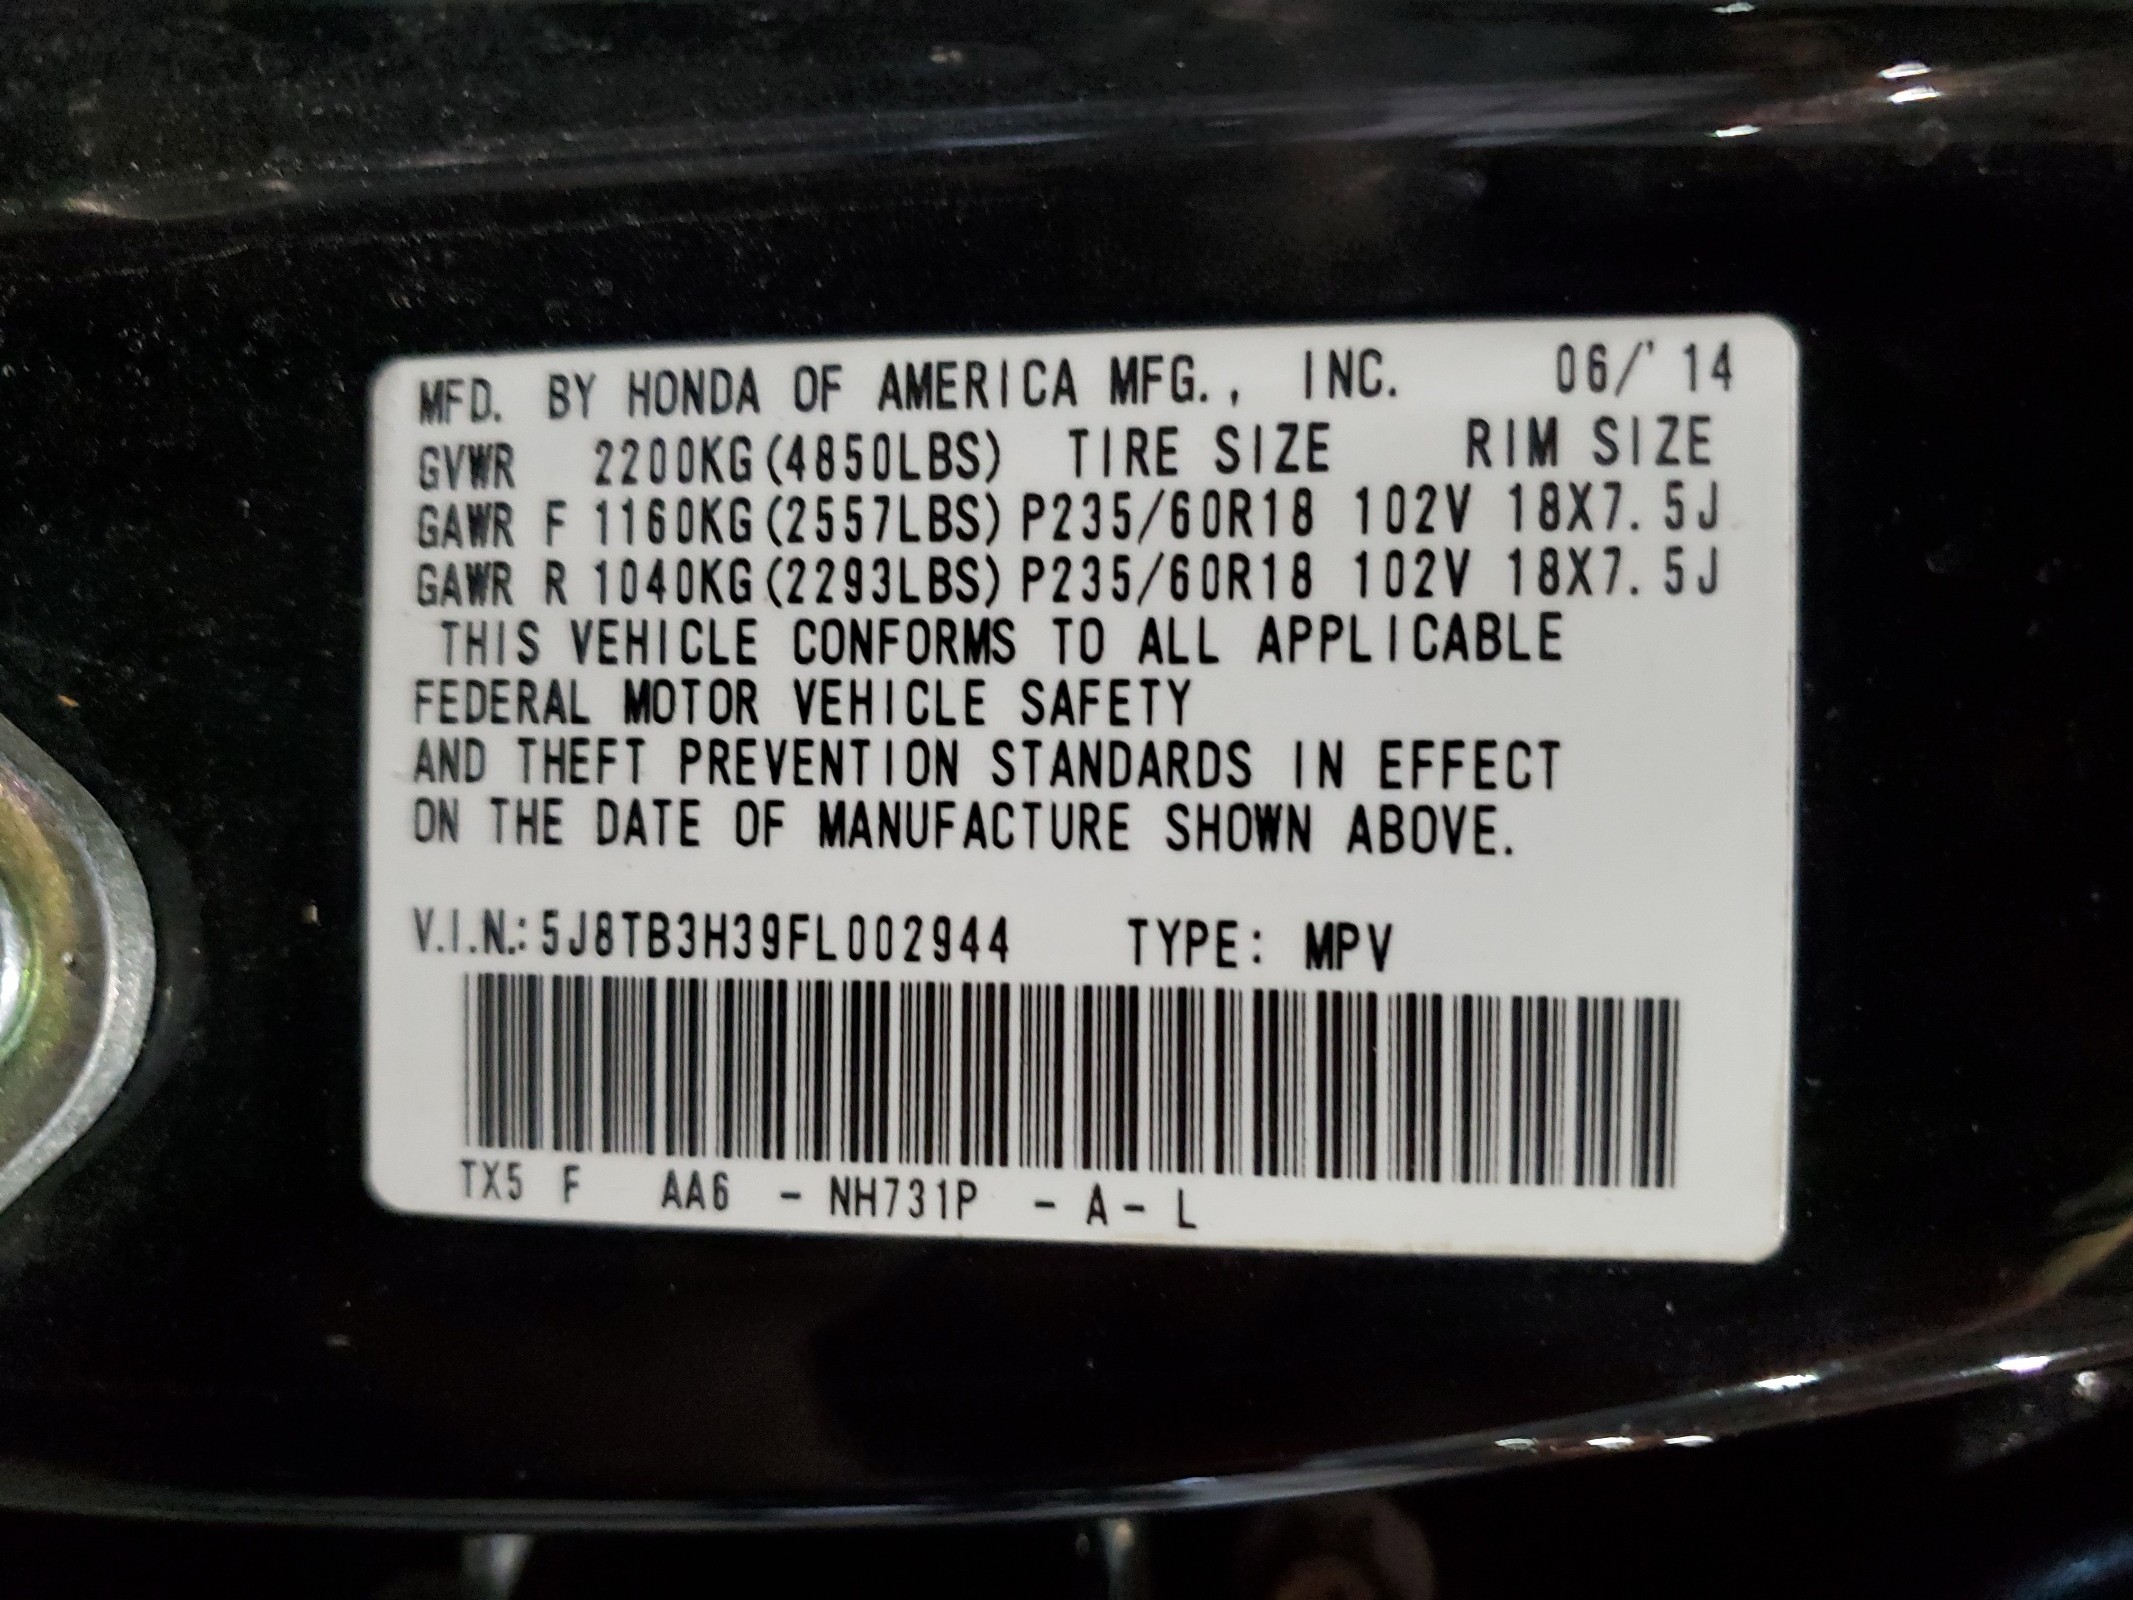 MFD. BY HONDA OF AMERICA MFG., INC. 06/'14
GVWR 2200KG(4850LBS) TIRE SIZE RIM SIZE
GAWR F 1160KG(2557LBS) P235/60R18 102V 18X7.5J
GAWR R 1040KG(2293LBS) P235/60R18 102V 18X7.5J
THIS VEHICLE CONFORMS TO ALL APPLICABLE
FEDERAL MOTOR VEHICLE SAFETY
AND THEFT PREVENTION STANDARDS IN EFFECT
ON THE DATE OF MANUFACTURE SHOWN ABOVE.
V.I.N.: 5J8TB3H39FL002944 TYPE: MPV
TX5 F AA6 - NH731P - A - L